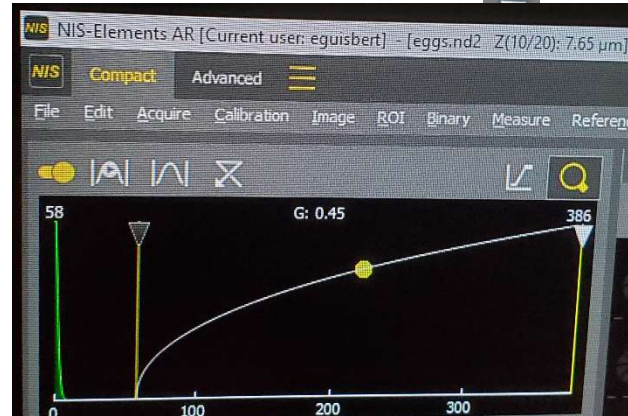 NIS NIS-Elements AR [Current user: eguisbert] - [eggs.nd2 Z(10/20): 7.65 µm]
NIS Compact Advanced
File Edit Acquire Calibration Image ROI Binary Measure
58 G: 0.45 386
0 100 200 300